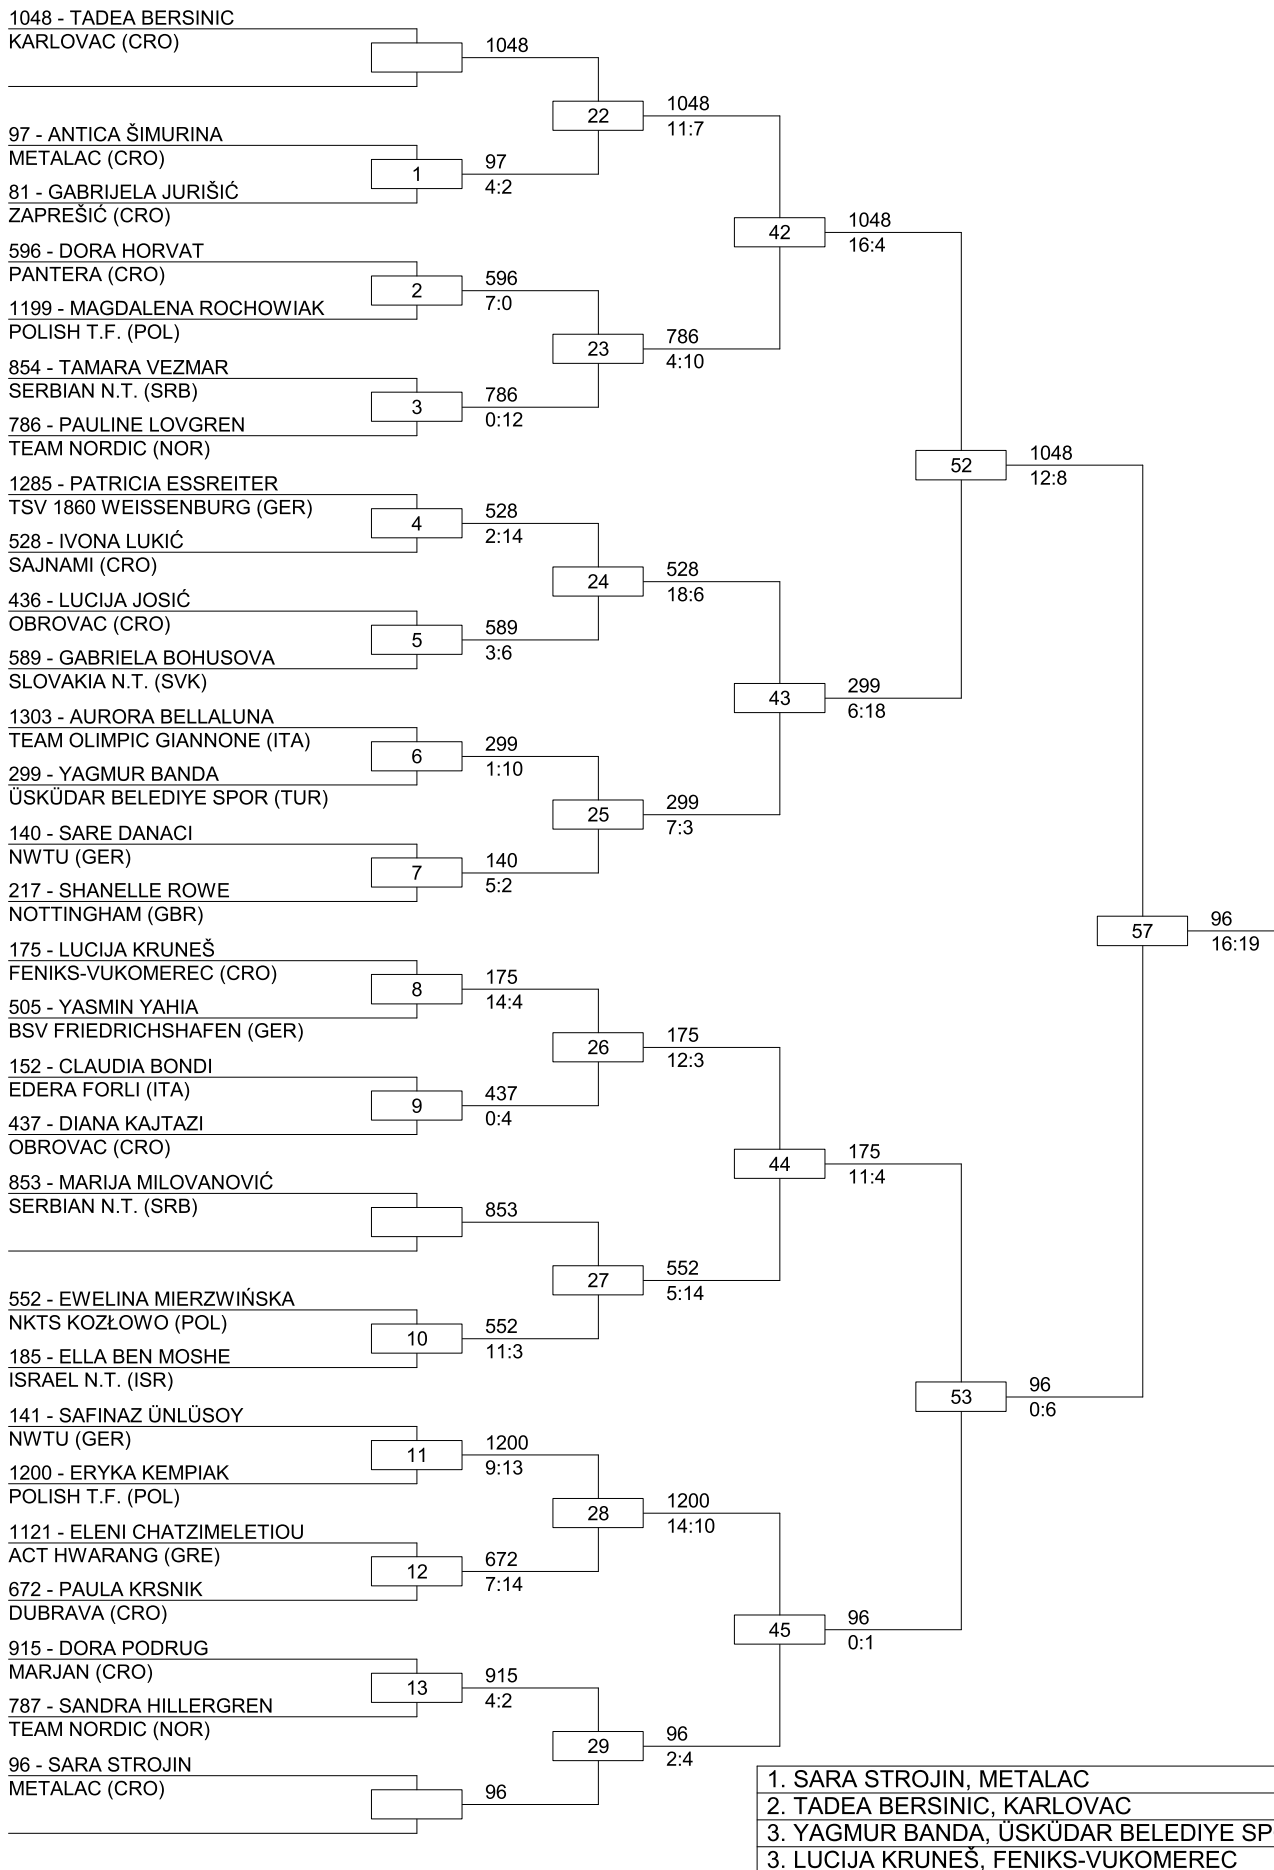 1048 - TADEA BERSINIC
KARLOVAC (CRO)
1048
22
1048
11:7
97 - ANTICA ŠIMURINA
METALAC (CRO)
1
97
4:2
81 - GABRIJELA JURIŠIĆ
ZAPREŠIĆ (CRO)
42
1048
16:4
596 - DORA HORVAT
PANTERA (CRO)
2
596
7:0
1199 - MAGDALENA ROCHOWIAK
POLISH T.F. (POL)
23
786
4:10
854 - TAMARA VEZMAR
SERBIAN N.T. (SRB)
3
786
0:12
786 - PAULINE LOVGREN
TEAM NORDIC (NOR)
52
1048
12:8
1285 - PATRICIA ESSREITER
TSV 1860 WEISSENBURG (GER)
4
528
2:14
528 - IVONA LUKIĆ
SAJNAMI (CRO)
24
528
18:6
436 - LUCIJA JOSIĆ
OBROVAC (CRO)
5
589
3:6
589 - GABRIELA BOHUSOVA
SLOVAKIA N.T. (SVK)
43
299
6:18
1303 - AURORA BELLALUNA
TEAM OLIMPIC GIANNONE (ITA)
6
299
1:10
299 - YAGMUR BANDA
ÜSKÜDAR BELEDIYE SPOR (TUR)
25
299
7:3
140 - SARE DANACI
NWTU (GER)
7
140
5:2
217 - SHANELLE ROWE
NOTTINGHAM (GBR)
57
96
16:19
175 - LUCIJA KRUNEŠ
FENIKS-VUKOMEREC (CRO)
8
175
14:4
505 - YASMIN YAHIA
BSV FRIEDRICHSHAFEN (GER)
26
175
12:3
152 - CLAUDIA BONDI
EDERA FORLI (ITA)
9
437
0:4
437 - DIANA KAJTAZI
OBROVAC (CRO)
44
175
11:4
853 - MARIJA MILOVANOVIĆ
SERBIAN N.T. (SRB)
853
27
552
5:14
552 - EWELINA MIERZWIŃSKA
NKTS KOZŁOWO (POL)
10
552
11:3
185 - ELLA BEN MOSHE
ISRAEL N.T. (ISR)
53
96
0:6
141 - SAFINAZ ÜNLÜSOY
NWTU (GER)
11
1200
9:13
1200 - ERYKA KEMPIAK
POLISH T.F. (POL)
28
1200
14:10
1121 - ELENI CHATZIMELETIOU
ACT HWARANG (GRE)
12
672
7:14
672 - PAULA KRSNIK
DUBRAVA (CRO)
45
96
0:1
915 - DORA PODRUG
MARJAN (CRO)
13
915
4:2
787 - SANDRA HILLERGREN
TEAM NORDIC (NOR)
29
96
2:4
96 - SARA STROJIN
METALAC (CRO)
96
1. SARA STROJIN, METALAC
2. TADEA BERSINIC, KARLOVAC
3. YAGMUR BANDA, ÜSKÜDAR BELEDIYE SP
3. LUCIJA KRUNEŠ, FENIKS-VUKOMEREC